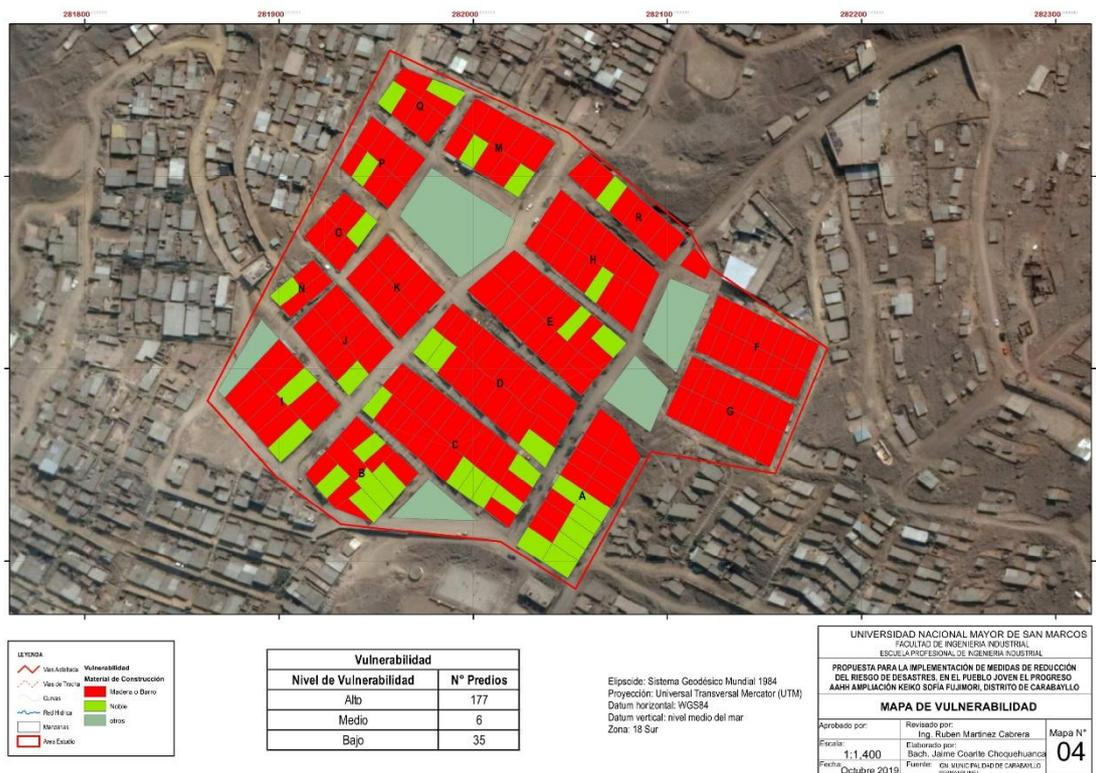 281800 281900 282000 282100 282200 282300
Q
M
P
R
O
H
N
K
E
J
F
D
G
I
C
B
A
LEYENDA
Vías Asfaltada
Vías de Trocha
Curvas
Red Hídrica
Manzanas
Area Estudio
Vulnerabilidad
Material de Construcción
Madera o Barro
Noble
otros
Vulnerabilidad
Nivel de Vulnerabilidad N° Predios
Alto 177
Medio 6
Bajo 35
Elipsoide: Sistema Geodésico Mundial 1984
Proyección: Universal Transversal Mercator (UTM)
Datum horizontal: WGS84
Datum vertical: nivel medio del mar
Zona: 18 Sur
UNIVERSIDAD NACIONAL MAYOR DE SAN MARCOS
FACULTAD DE INGENIERIA INDUSTRIAL
ESCUELA PROFESIONAL DE INGENIERIA INDUSTRIAL
PROPUESTA PARA LA IMPLEMENTACIÓN DE MEDIDAS DE REDUCCIÓN
DEL RIESGO DE DESASTRES, EN EL PUEBLO JOVEN EL PROGRESO
AAHH AMPLIACIÓN KEIKO SOFÍA FUJIMORI, DISTRITO DE CARABAYLLO
MAPA DE VULNERABILIDAD
Aprobado por:
Revisado por:
Ing. Ruben Martinez Cabrera
Mapa N°
04
Escala:
1:1,400
Elaborado por:
Bach. Jaime Coarite Choquehuanca
Fecha:
Octubre 2019
Fuente: IGN MUNICIPALIDAD DE CARABAYLLO